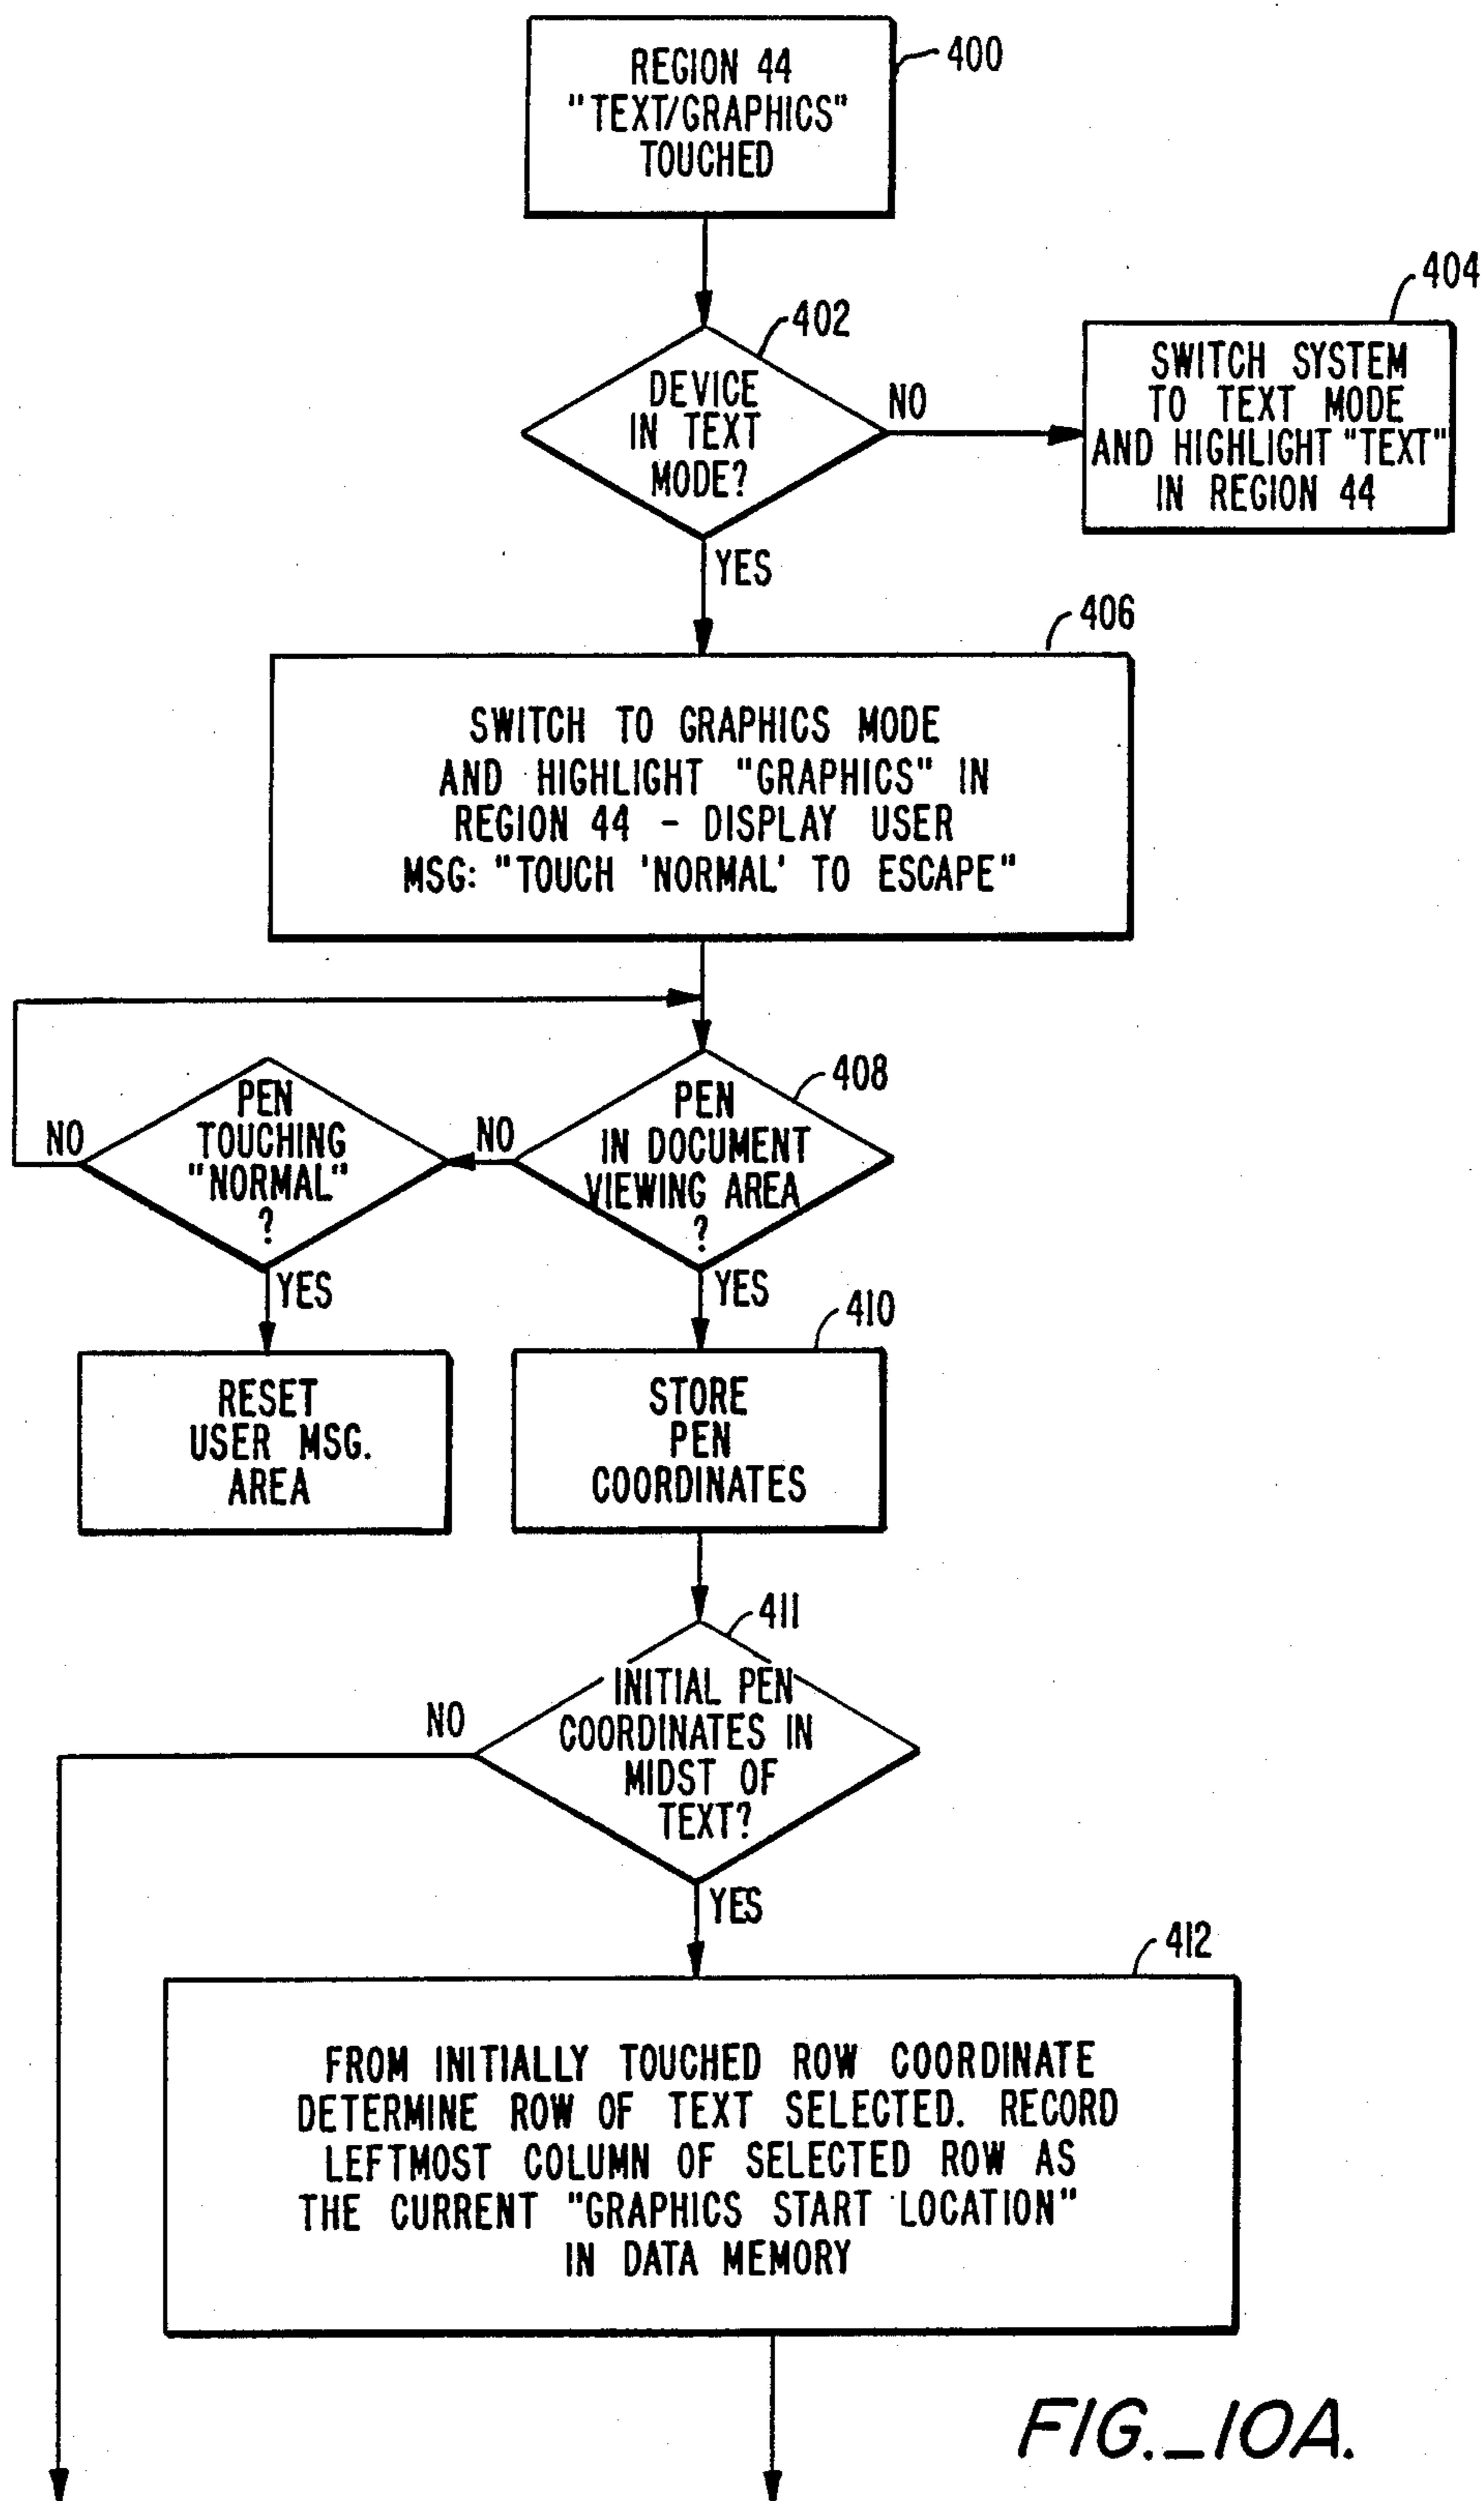 REGION 44
"TEXT/GRAPHICS"
TOUCHED
400
402
DEVICE
IN TEXT
MODE?
NO
404
SWITCH SYSTEM
TO TEXT MODE
AND HIGHLIGHT "TEXT"
IN REGION 44
YES
406
SWITCH TO GRAPHICS MODE
AND HIGHLIGHT "GRAPHICS" IN
REGION 44 - DISPLAY USER
MSG: "TOUCH 'NORMAL' TO ESCAPE"
408
PEN
IN DOCUMENT
VIEWING AREA
?
NO
PEN
TOUCHING
"NORMAL"
?
NO
YES
RESET
USER MSG.
AREA
YES
410
STORE
PEN
COORDINATES
411
INITIAL PEN
COORDINATES IN
MIDST OF
TEXT?
NO
YES
412
FROM INITIALLY TOUCHED ROW COORDINATE
DETERMINE ROW OF TEXT SELECTED. RECORD
LEFTMOST COLUMN OF SELECTED ROW AS
THE CURRENT "GRAPHICS START LOCATION"
IN DATA MEMORY
FIG._10A.